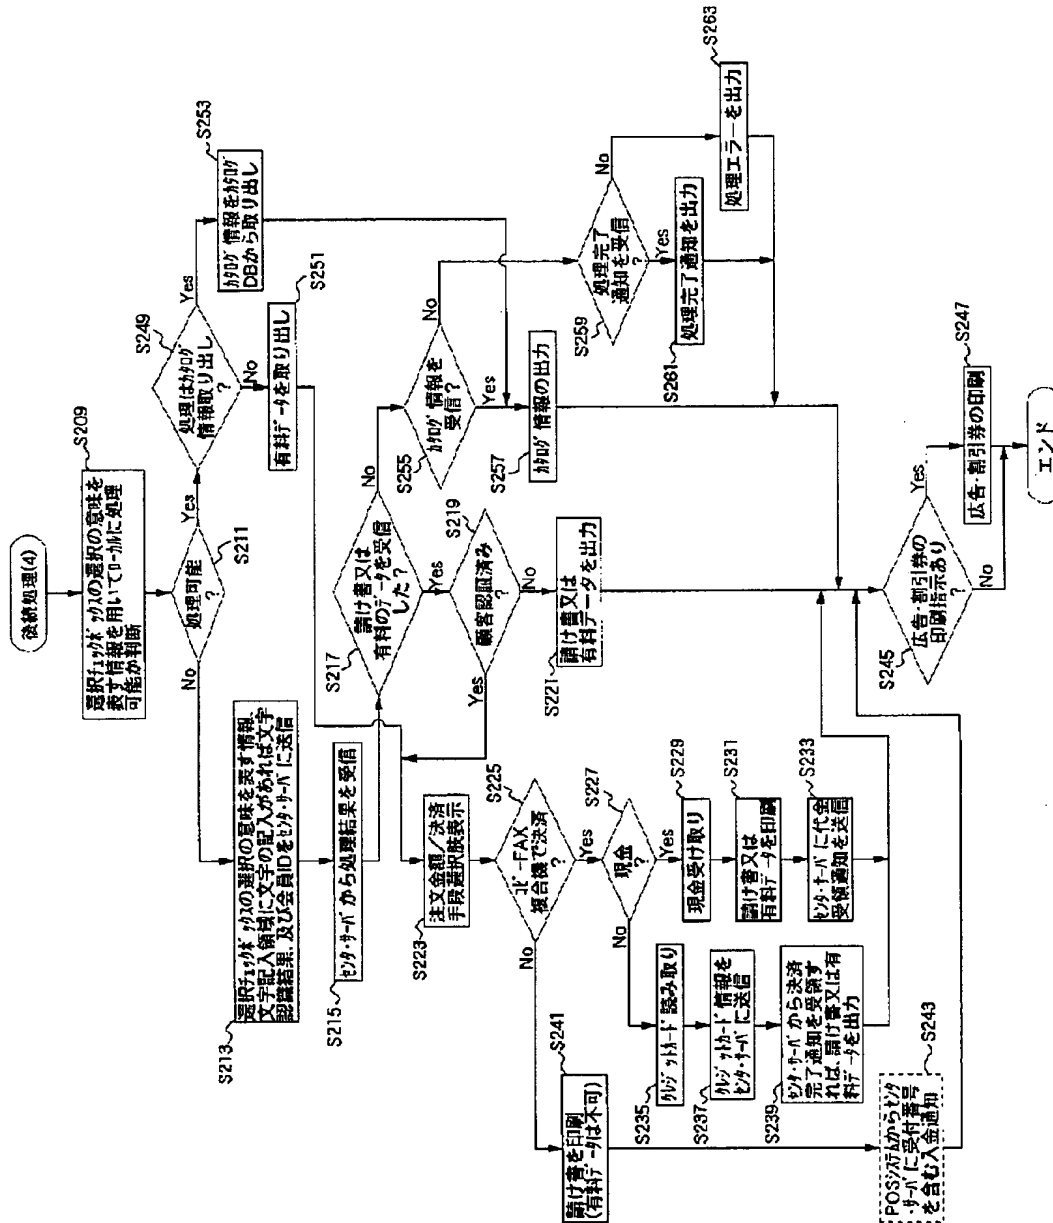 後続処理(4)
選択チェックボックスの選択の意味を
表す情報を用いてローカルに処理
可能か判断
S209
処理可能
?
S211
Yes
No
処理はカタログ
情報取り出し
?
S249
Yes
No
カタログ情報をカタログ
DBから取り出し
S253
有料データを取り出し
S251
選択チェックボックスの選択の意味を表す情報、
文字記入領域に文字の記入があれば文字
認識結果、及び会員IDをセンタ・サーバに送信
S213
センタ・サーバから処理結果を受信
S215
請け書又は
有料のデータを受信
した?
S217
No
Yes
カタログ情報を
受信?
S255
No
Yes
顧客認証済み
?
S219
Yes
No
処理完了
通知を受信
?
S259
No
Yes
処理エラーを出力
S263
処理完了通知を出力
S261
カタログ情報の出力
S257
請け書又は
有料データを出力
S221
注文金額/決済
手段選択肢表示
S223
コピーFAX
複合機で決済
?
S225
No
Yes
現金
?
S227
No
Yes
現金受け取り
S229
請け書又は
有料データを印刷
S231
センタ・サーバに代金
受領通知を送信
S233
クレジットカード読み取り
S235
クレジットカード情報を
センタ・サーバに送信
S237
センタ・サーバから決済
完了通知を受領す
れば、請け書又は有
料データを出力
S239
請け書を印刷
(有料データは不可)
S241
POSシステムからセンタ
・サーバに受付番号
を含む入金通知
S243
広告・割引券の
印刷指示あり
?
S245
Yes
No
広告・割引券の印刷
S247
エンド